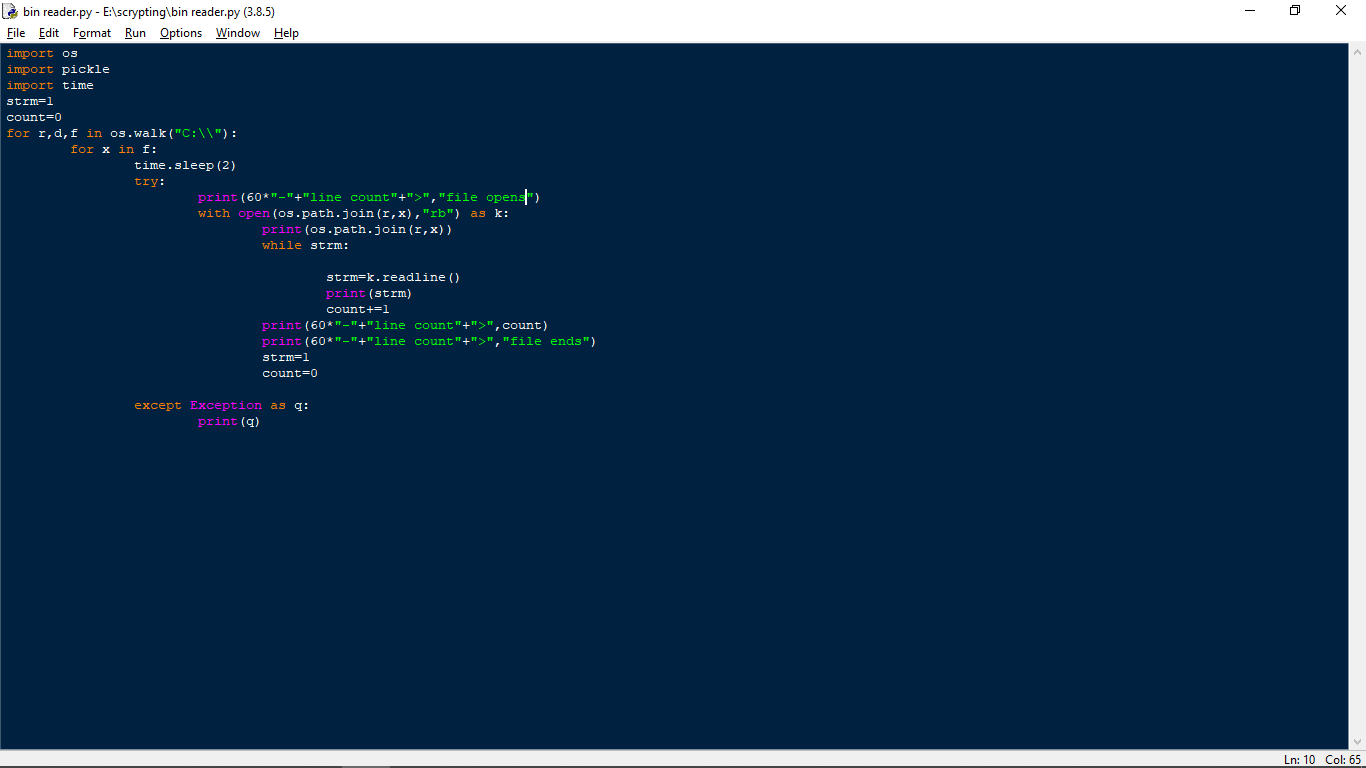 bin reader.py - E:\scrypting\bin reader.py (3.8.5)
File Edit Format Run Options Window Help
import os
import pickle
import time
strm=1
count=0
for r,d,f in os.walk("C:\\"):
        for x in f:
                time.sleep(2)
                try:
                        print(60*"-"+"line count"+">","file opens")
                        with open(os.path.join(r,x),"rb") as k:
                                print(os.path.join(r,x))
                                while strm:
                                        strm=k.readline()
                                        print(strm)
                                        count+=1
                                print(60*"-"+"line count"+">",count)
                                print(60*"-"+"line count"+">","file ends")
                                strm=1
                                count=0
                except Exception as q:
                        print(q)
Ln: 10 Col: 65